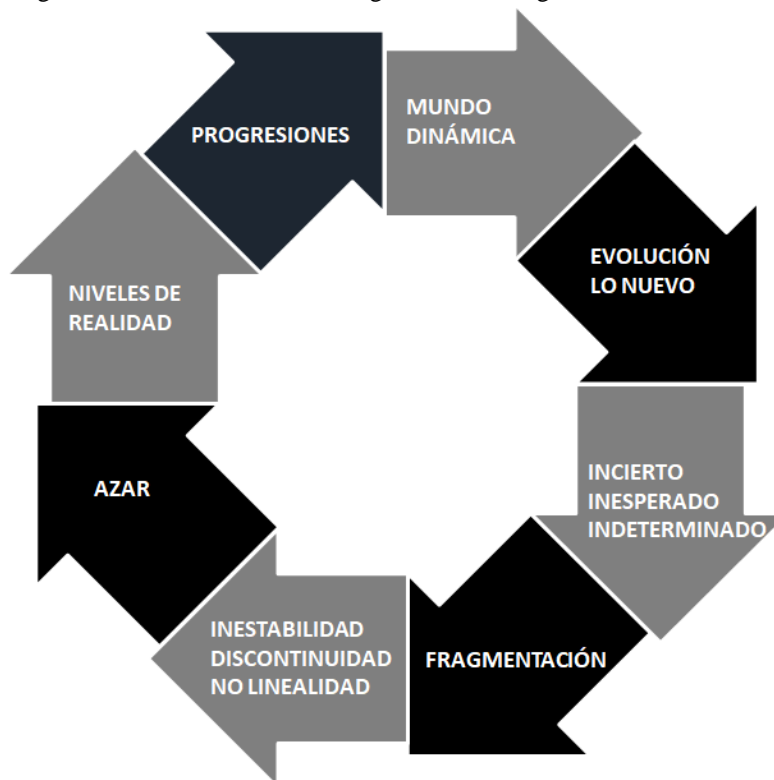 PROGRESIONES
MUNDO
DINÁMICA
EVOLUCIÓN
LO NUEVO
INCIERTO
INESPERADO
INDETERMINADO
FRAGMENTACIÓN
INESTABILIDAD
DISCONTINUIDAD
NO LINEALIDAD
AZAR
NIVELES DE
REALIDAD